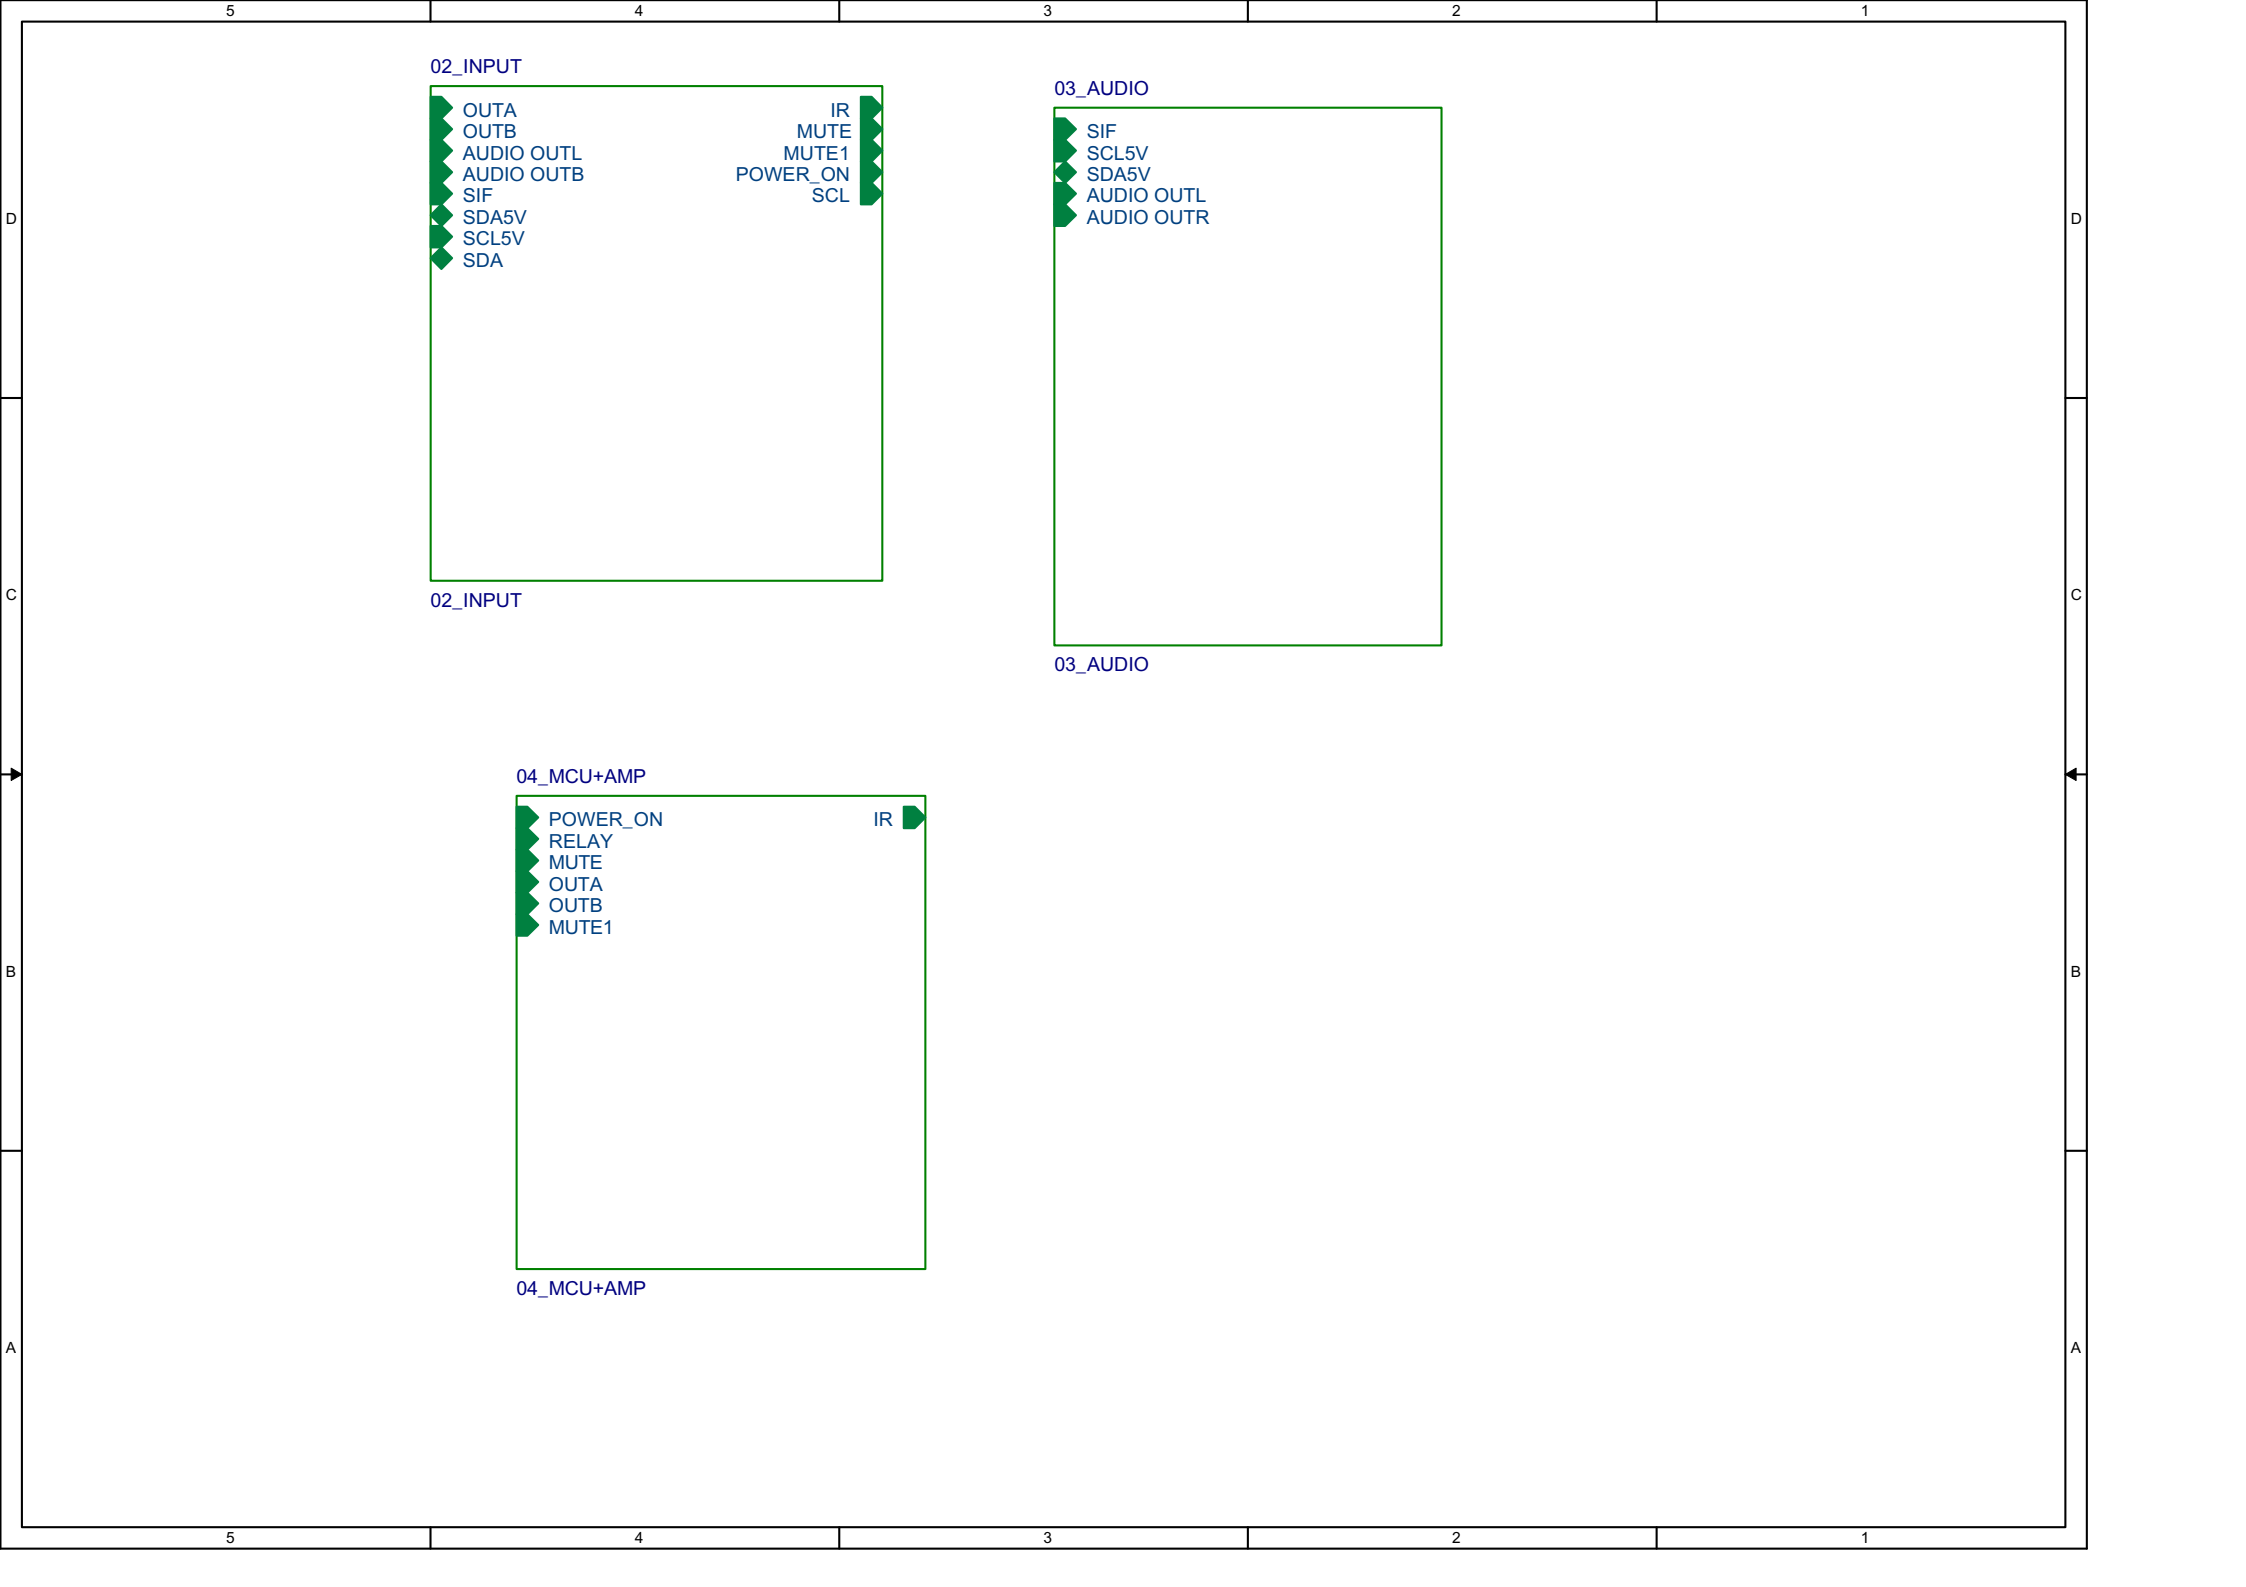 5 4 3 2 1
02_INPUT
OUTA
OUTB
AUDIO OUTL
AUDIO OUTB
SIF
SDA5V
SCL5V
SDA
IR
MUTE
MUTE1
POWER_ON
SCL
02_INPUT
03_AUDIO
SIF
SCL5V
SDA5V
AUDIO OUTL
AUDIO OUTR
03_AUDIO
D D
C C
04_MCU+AMP
POWER_ON
RELAY
MUTE
OUTA
OUTB
MUTE1
IR
04_MCU+AMP
B B
A A
5 4 3 2 1